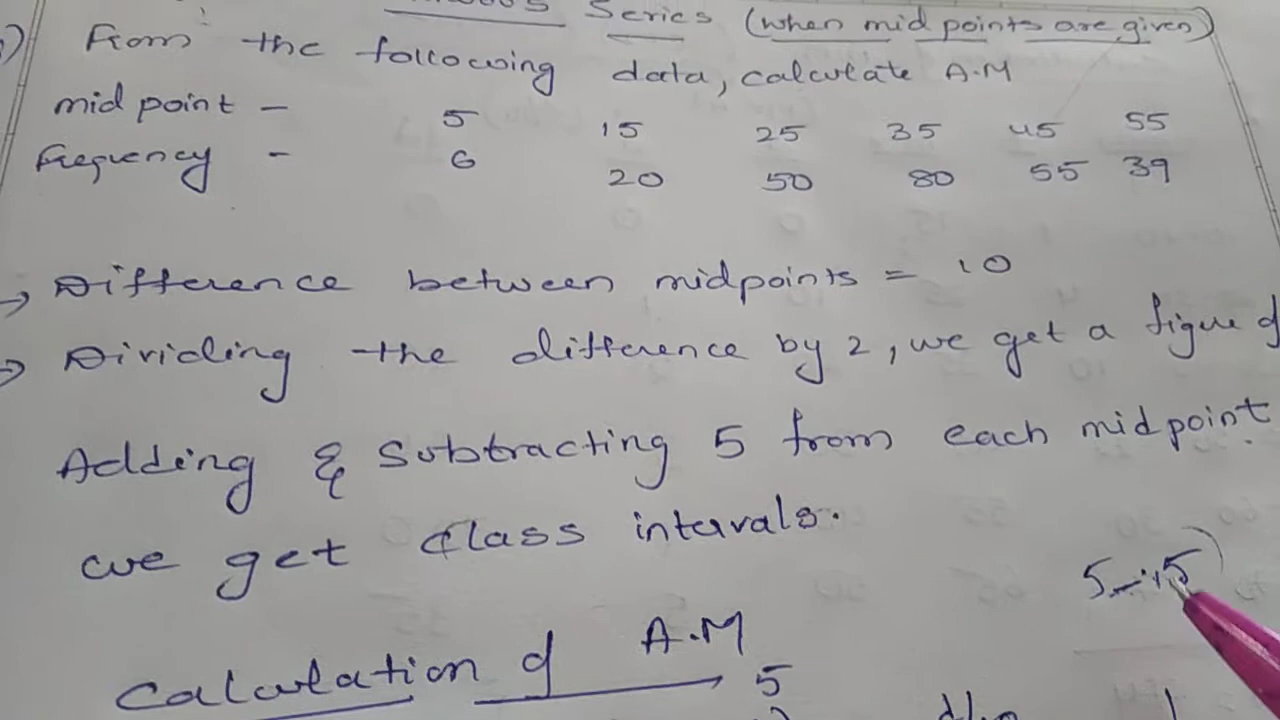 Series (when mid points are given)
From the following data, calculate A.M
mid point - 5 15 25 35 45 55
Frequency - 6 20 50 80 55 39
→ Difference between midpoints = 10
→ Dividing the difference by 2, we get a figure of
Adding & Subtracting 5 from each midpoint.
we get Class intervals.
Calculation of A.M
5